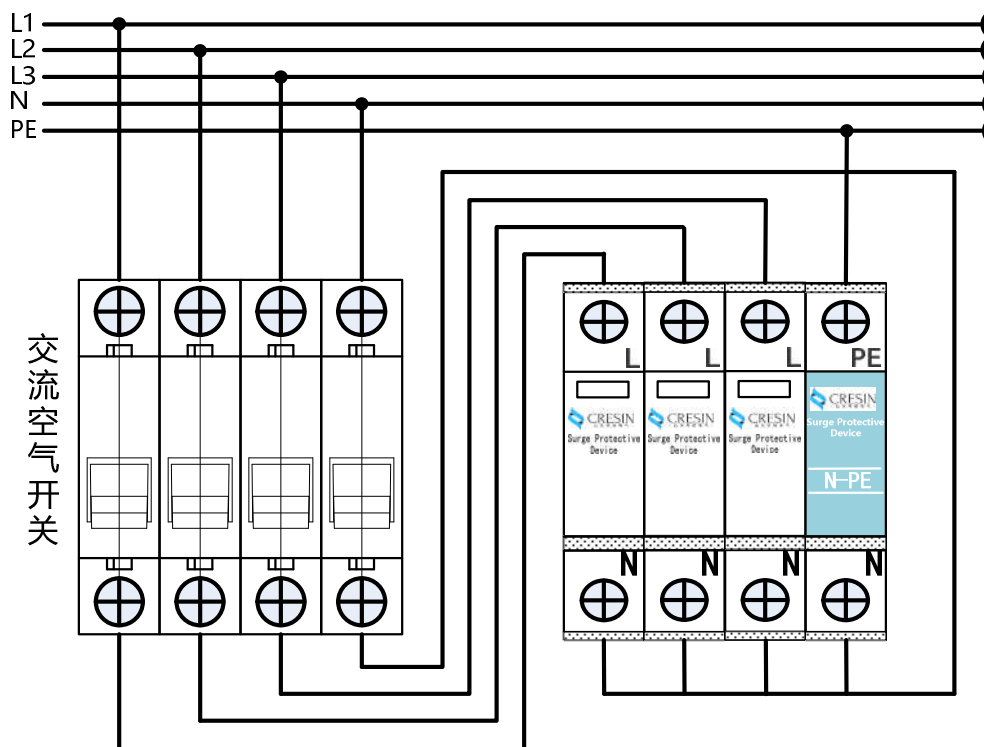 L1
L2
L3
N
PE
交流空气开关
L
L
L
PE
CRESIN
Surge Protective
Device
CRESIN
Surge Protective
Device
CRESIN
Surge Protective
Device
CRESIN
Surge Protective
Device
N-PE
N
N
N
N